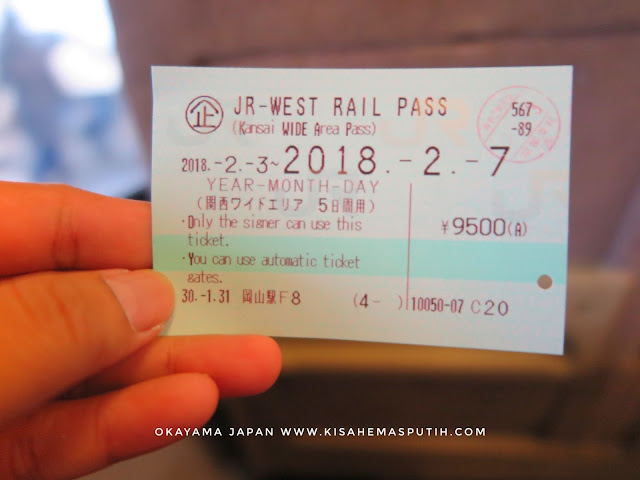 企 JR-WEST RAIL PASS
(Kansai WIDE Area Pass)
567
-89
2018.-2.-3~2018.-2.-7
YEAR-MONTH-DAY
(関西ワイドエリア 5日間用)
・Only the signer can use this
ticket.
¥9500(A)
・You can use automatic ticket
gates.
30.-1.31 岡山駅F8 (4- ) 10050-07 C20
OKAYAMA JAPAN WWW.KISAHEMASPUTIH.COM